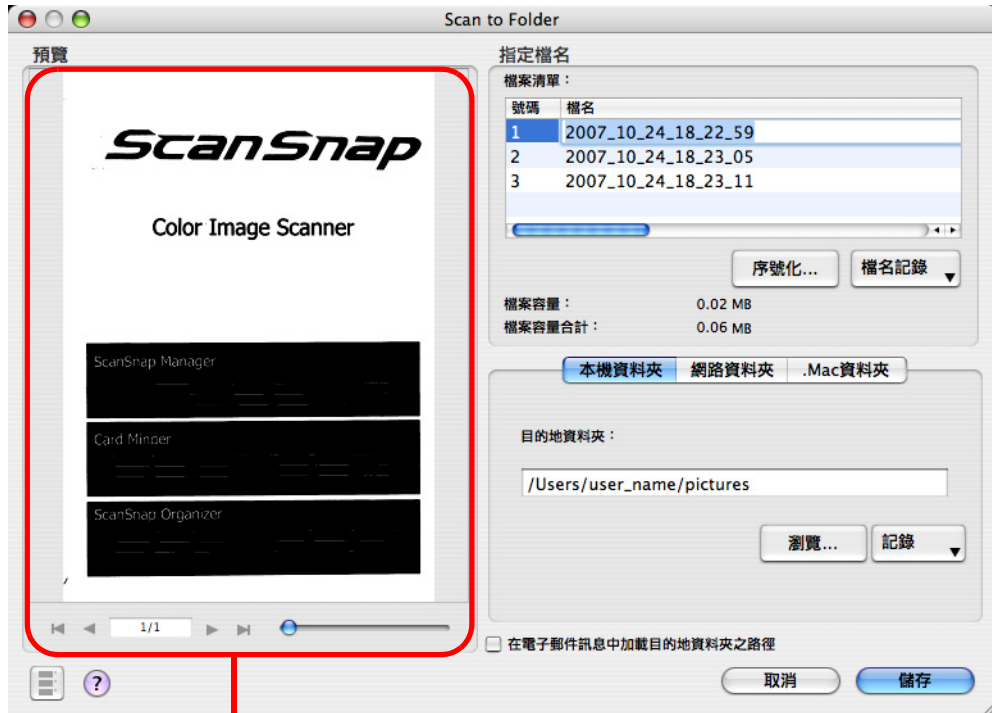 Scan to Folder
預覽
ScanSnap
Color Image Scanner
ScanSnap Manager
Card Minder
ScanSnap Organizer
1/1
?
指定檔名
檔案清單：
號碼 檔名
1 2007_10_24_18_22_59
2 2007_10_24_18_23_05
3 2007_10_24_18_23_11
序號化... 檔名記錄
檔案容量： 0.02 MB
檔案容量合計： 0.06 MB
本機資料夾 網路資料夾 .Mac資料夾
目的地資料夾：
/Users/user_name/pictures
瀏覽... 記錄
在電子郵件訊息中加載目的地資料夾之路徑
取消 儲存